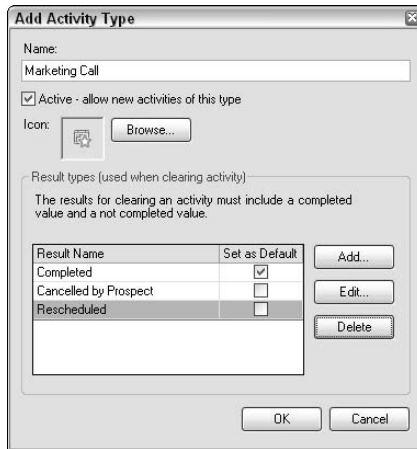 Add Activity Type
Name:
Marketing Call
Active - allow new activities of this type
Icon:
Browse...
Result types (used when clearing activity)
The results for clearing an activity must include a completed
value and a not completed value.
Result Name Set as Default
Completed
Cancelled by Prospect
Rescheduled
Add...
Edit...
Delete
OK Cancel